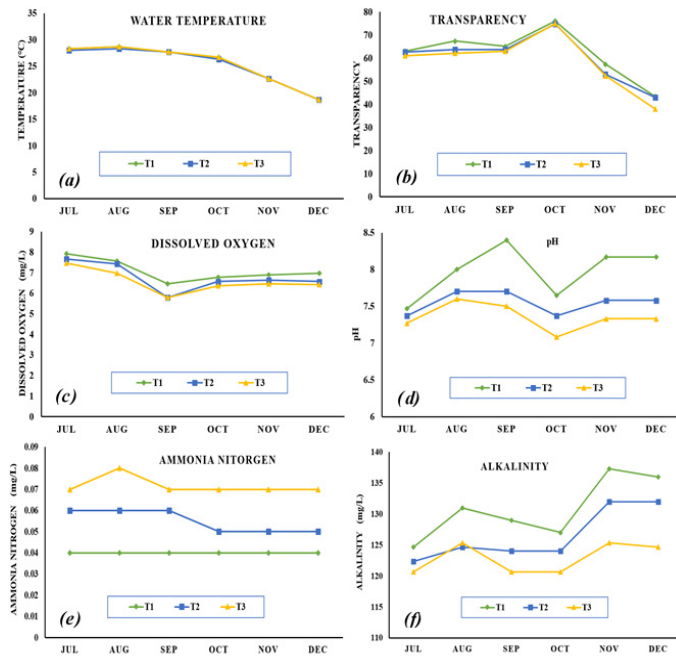 WATER TEMPERATURE
TEMPERATURE (°C)
35
30
25
20
15
10
5
0
T1 T2 T3
(a)
JUL AUG SEP OCT NOV DEC
TRANSPARENCY
TRANSPARENCY
80
70
60
50
40
30
20
10
0
T1 T2 T3
(b)
JUL AUG SEP OCT NOV DEC
DISSOLVED OXYGEN
DISSOLVED OXYGEN (mg/L)
9
8
7
6
5
4
3
2
1
0
T1 T2 T3
(c)
JUL AUG SEP OCT NOV DEC
pH
pH
8.5
8
7.5
7
6.5
6
T1 T2 T3
(d)
JUL AUG SEP OCT NOV DEC
AMMONIA NITORGEN
AMMONIA NITROGEN (mg/L)
0.09
0.08
0.07
0.06
0.05
0.04
0.03
0.02
0.01
0
T1 T2 T3
(e)
JUL AUG SEP OCT NOV DEC
ALKALINITY
ALKALINITY (mg/L)
140
135
130
125
120
115
110
T1 T2 T3
(f)
JUL AUG SEP OCT NOV DEC